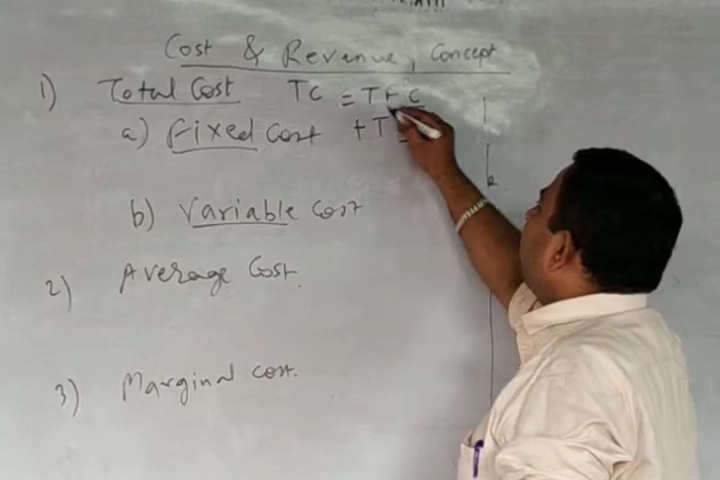 Cost & Revenue, Concept
1) Total Cost TC = TFC
a) Fixed Cost + T
b) Variable Cost
2) Average Cost.
3) Marginal Cost.